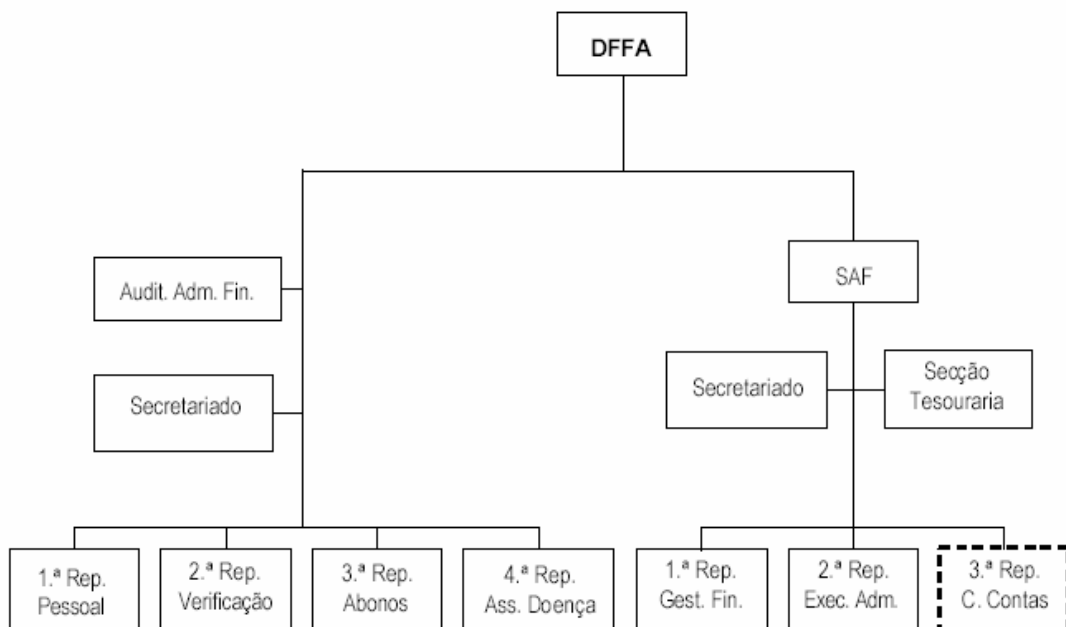 DFFA
Audit. Adm. Fin.
SAF
Secretariado
Secretariado
Secção
Tesouraria
1.ª Rep.
Pessoal
2.ª Rep.
Verificação
3.ª Rep.
Abonos
4.ª Rep.
Ass. Doença
1.ª Rep.
Gest. Fin.
2.ª Rep.
Exec. Adm.
3.ª Rep.
C. Contas